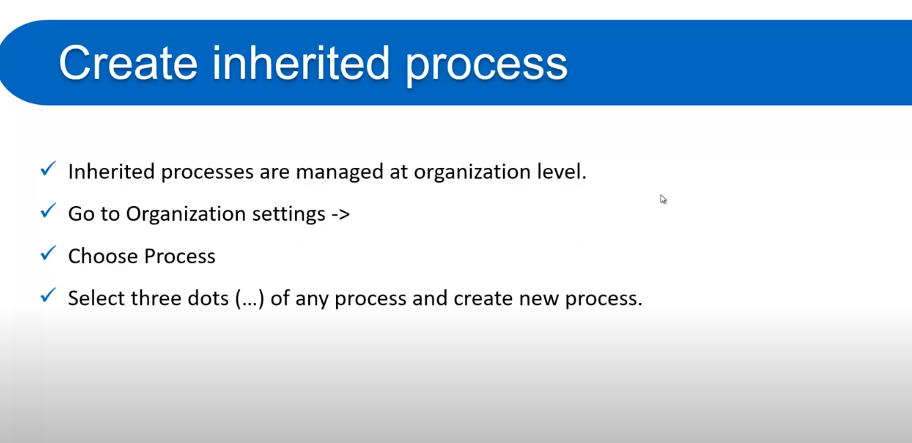 Create inherited process
✓ Inherited processes are managed at organization level.
✓ Go to Organization settings ->
✓ Choose Process
✓ Select three dots (...) of any process and create new process.